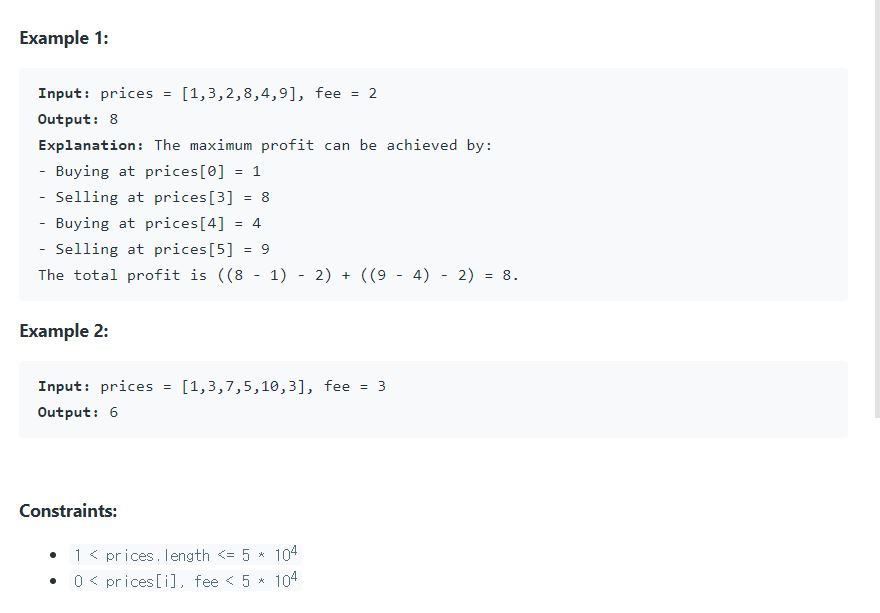 Example 1:
Input: prices = [1,3,2,8,4,9], fee = 2
Output: 8
Explanation: The maximum profit can be achieved by:
- Buying at prices[0] = 1
- Selling at prices[3] = 8
- Buying at prices[4] = 4
- Selling at prices[5] = 9
The total profit is ((8 - 1) - 2) + ((9 - 4) - 2) = 8.
Example 2:
Input: prices = [1,3,7,5,10,3], fee = 3
Output: 6
Constraints:
• 1 < prices.length <= 5 * 10⁴
• 0 < prices[i], fee < 5 * 10⁴